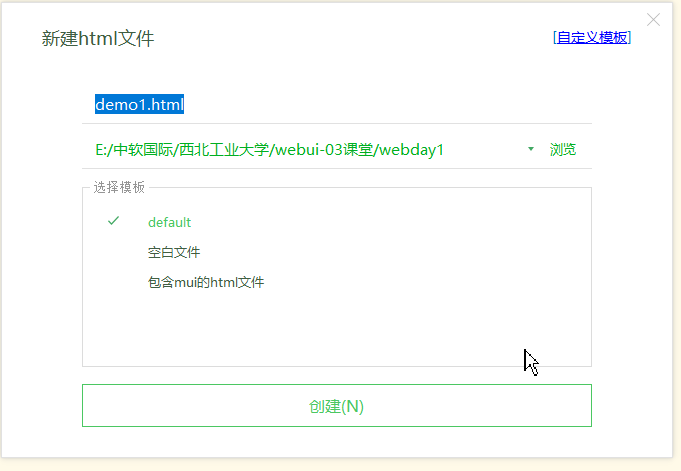 新建html文件
[自定义模板]
demo1.html
E:/中软国际/西北工业大学/webui-03课堂/webday1
浏览
选择模板
default
空白文件
包含mui的html文件
创建(N)